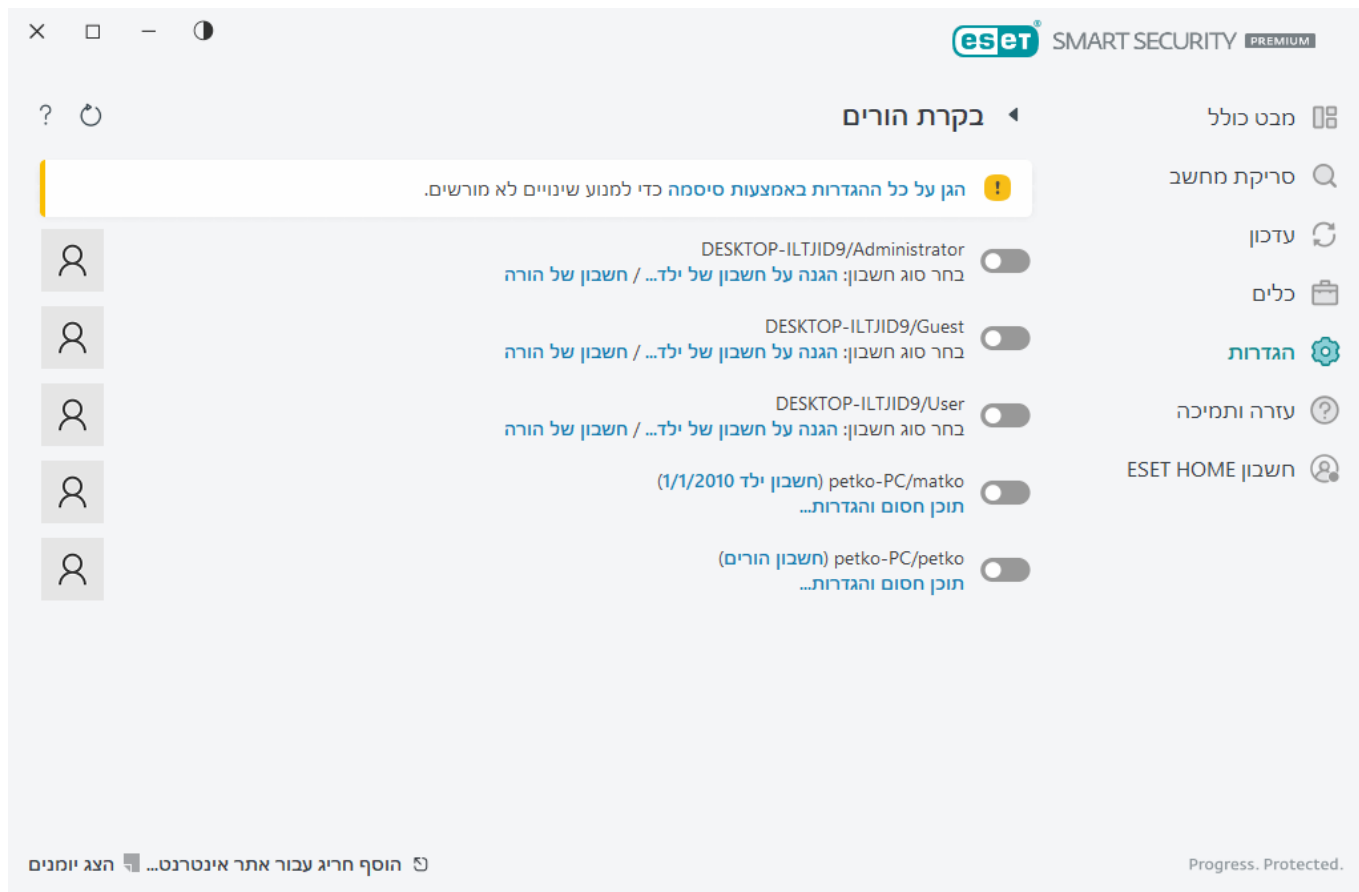 eset® SMART SECURITY PREMIUM
מבט כולל
סריקת מחשב
עדכון
כלים
הגדרות
עזרה ותמיכה
חשבון ESET HOME
בקרת הורים
?
הגן על כל ההגדרות באמצעות סיסמה כדי למנוע שינויים לא מורשים.
DESKTOP-ILTJID9/Administrator
בחר סוג חשבון: הגנה על חשבון של ילד... / חשבון של הורה
DESKTOP-ILTJID9/Guest
בחר סוג חשבון: הגנה על חשבון של ילד... / חשבון של הורה
DESKTOP-ILTJID9/User
בחר סוג חשבון: הגנה על חשבון של ילד... / חשבון של הורה
petko-PC/matko (חשבון ילד 1/1/2010)
תוכן חסום והגדרות...
petko-PC/petko (חשבון הורים)
תוכן חסום והגדרות...
הוסף חריג עבור אתר אינטרנט... הצג יומנים
Progress. Protected.